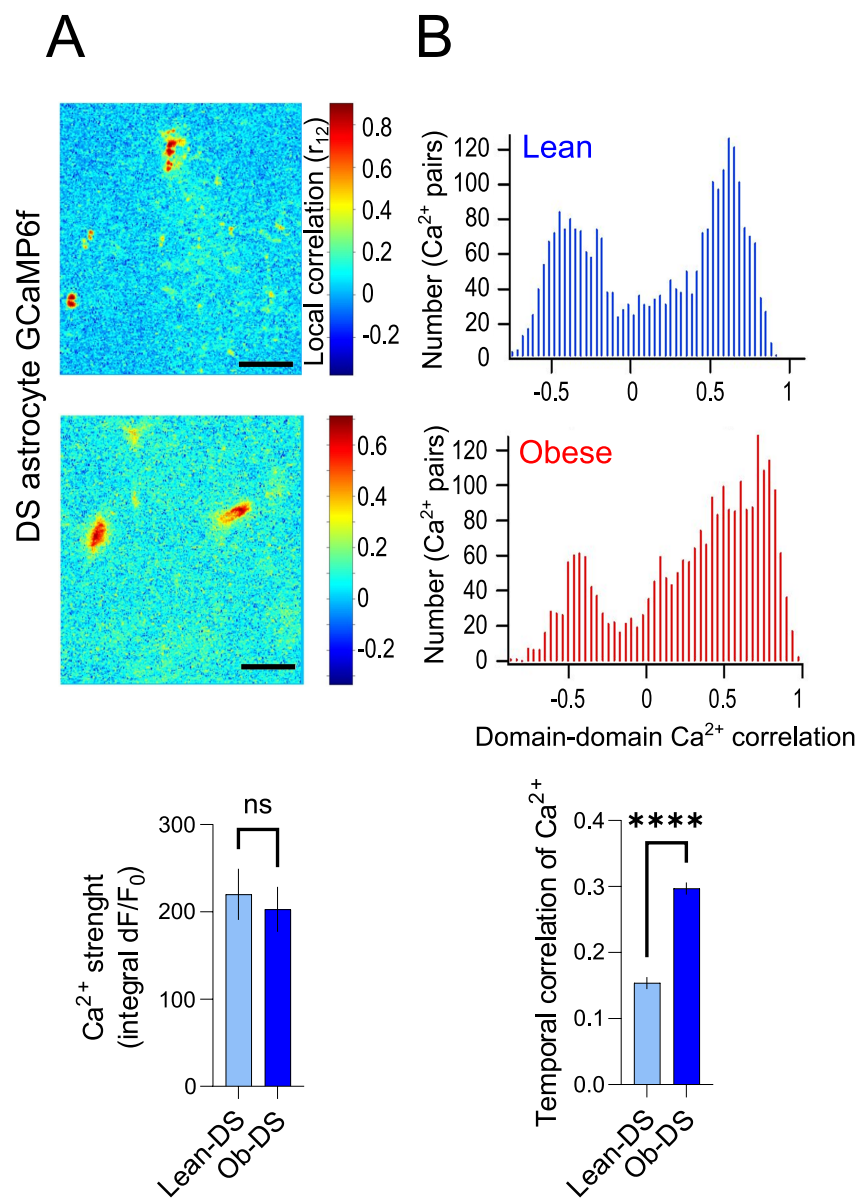 A
B
DS astrocyte GCaMP6f
Local correlation (r₁₂)
0.8
0.6
0.4
0.2
0
-0.2
Number (Ca²⁺ pairs)
120
80
60
40
20
0
Lean
-0.5
0
0.5
1
0.6
0.4
0.2
0
-0.2
Number (Ca²⁺ pairs)
120
100
80
60
40
20
0
Obese
-0.5
0
0.5
1
Domain-domain Ca²⁺ correlation
Ca²⁺ strenght
(integral dF/F₀)
300
200
100
0
ns
Lean-DS
Ob-DS
Temporal correlation of Ca²⁺
0.4
0.3
0.2
0.1
0.0
****
Lean-DS
Ob-DS